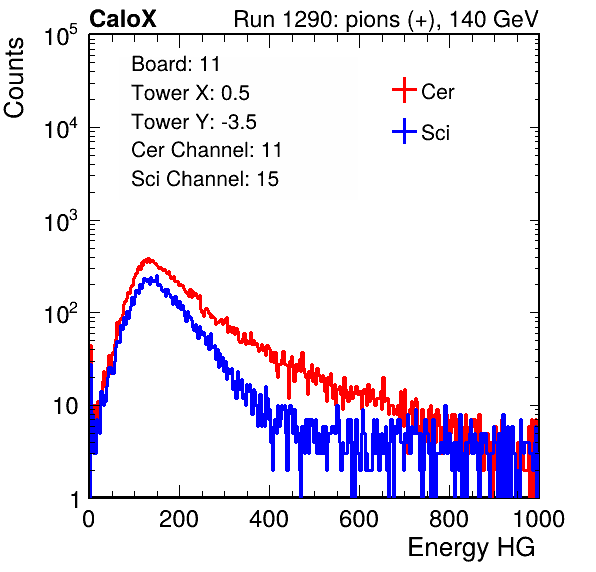 CaloX Run 1290: pions (+), 140 GeV
Counts
10^5
10^4
10^3
10^2
10
1
Board: 11
Tower X: 0.5
Tower Y: -3.5
Cer Channel: 11
Sci Channel: 15
Cer
Sci
0 200 400 600 800 1000
Energy HG